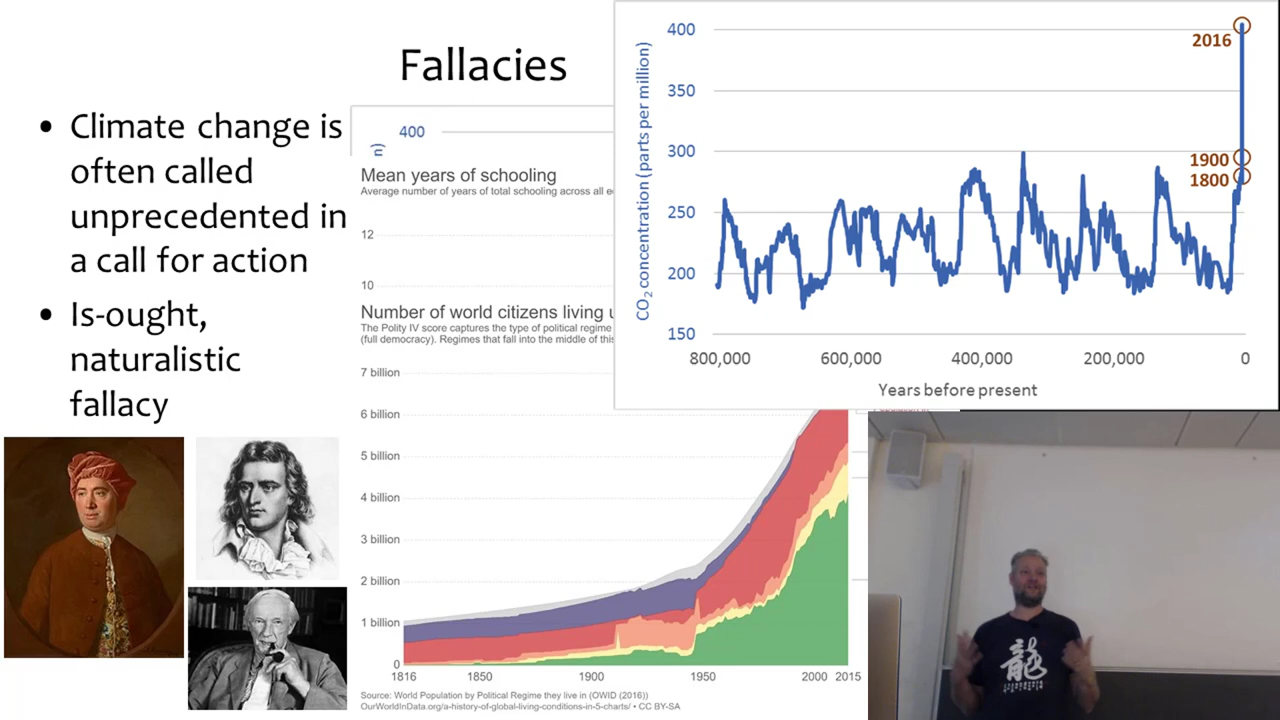 Fallacies
• Climate change is
often called
unprecedented in
a call for action
• Is-ought,
naturalistic
fallacy
400
n)
Mean years of schooling
Average number of years of total schooling across all
12
10
Number of world citizens living
The Polity IV score captures the type of political regime
(full democracy). Regimes that fall into the middle of
7 billion
6 billion
5 billion
4 billion
3 billion
2 billion
1 billion
0
1816
1850
1900
1950
2000
2015
Source: World Population by Political Regime they live in (OWID (2016))
OurWorldInData.org/a-history-of-global-living-conditions-in-5-charts/ • CC BY-SA
CO₂ concentration (parts per million)
400
350
300
250
200
150
2016
1900
1800
800,000
600,000
400,000
200,000
0
Years before present
龍